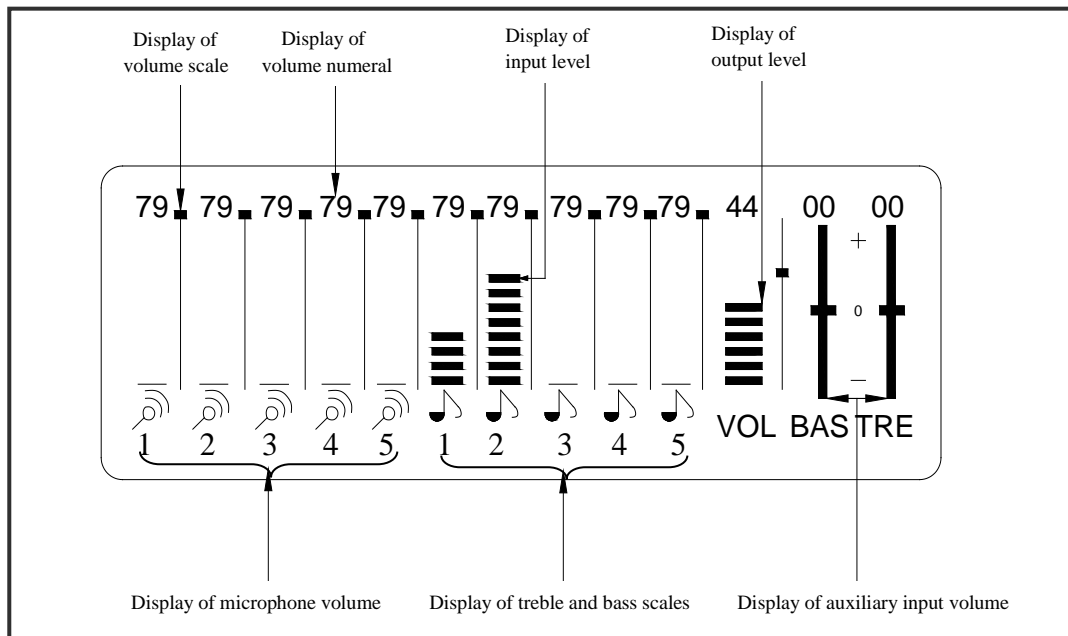 Display of
volume scale
Display of
volume numeral
Display of
input level
Display of
output level
79 79 79 79 79 79 79 79 79 79 44 00 00
+
0
−
VOL BAS TRE
1 2 3 4 5 1 2 3 4 5
Display of microphone volume
Display of treble and bass scales
Display of auxiliary input volume